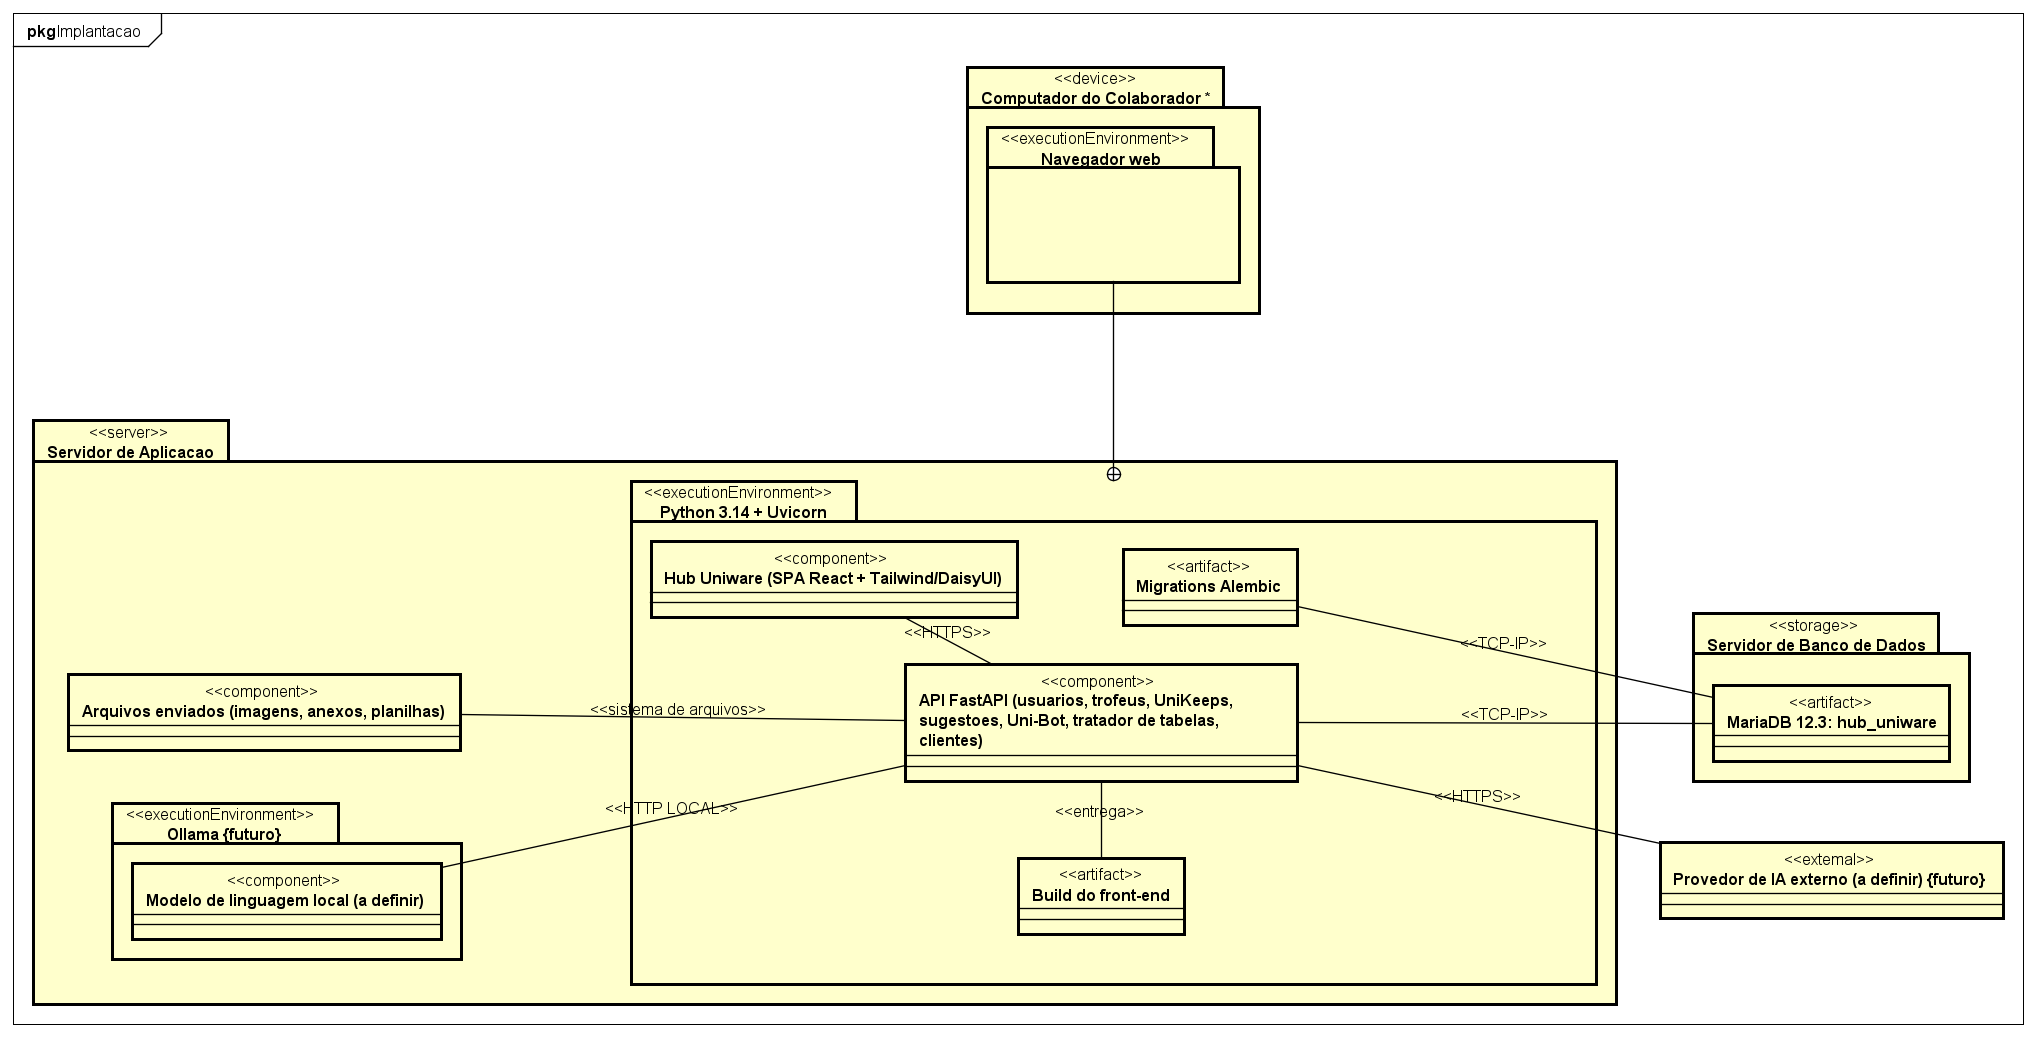 pkgImplantacao
<<device>>
Computador do Colaborador *
<<executionEnvironment>>
Navegador web
<<server>>
Servidor de Aplicacao
<<executionEnvironment>>
Python 3.14 + Uvicorn
<<component>>
Hub Uniware (SPA React + Tailwind/DaisyUI)
<<artifact>>
Migrations Alembic
<<HTTPS>>
<<TCP-IP>>
<<storage>>
Servidor de Banco de Dados
<<component>>
Arquivos enviados (imagens, anexos, planilhas)
<<sistema de arquivos>>
<<component>>
API FastAPI (usuarios, trofeus, UniKeeps,
sugestoes, Uni-Bot, tratador de tabelas,
clientes)
<<TCP-IP>>
<<artifact>>
MariaDB 12.3: hub_uniware
<<HTTP LOCAL>>
<<entrega>>
<<HTTPS>>
<<executionEnvironment>>
Ollama {futuro}
<<component>>
Modelo de linguagem local (a definir)
<<artifact>>
Build do front-end
<<external>>
Provedor de IA externo (a definir) {futuro}